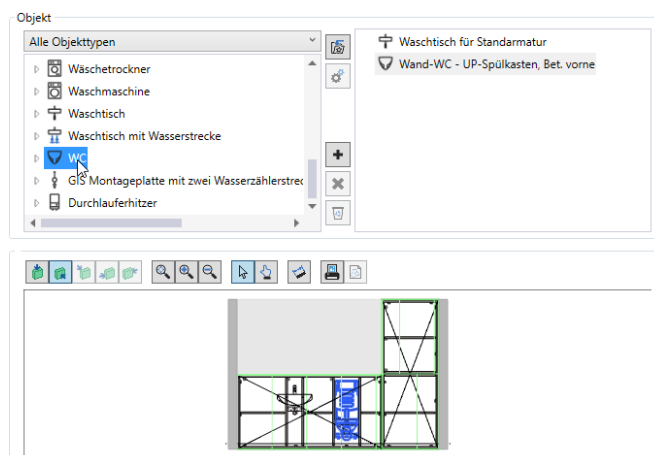 Objekt
Alle Objekttypen
Wäschetrockner
Waschmaschine
Waschtisch
Waschtisch mit Wasserstrecke
WC
GIS Montageplatte mit zwei Wasserzählerstrec
Durchlauferhitzer
Waschtisch für Standarmatur
Wand-WC - UP-Spülkasten, Bet. vorne